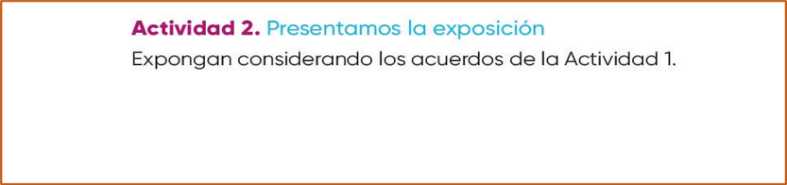 Actividad 2. Presentamos la exposición
Expongan considerando los acuerdos de la Actividad 1.